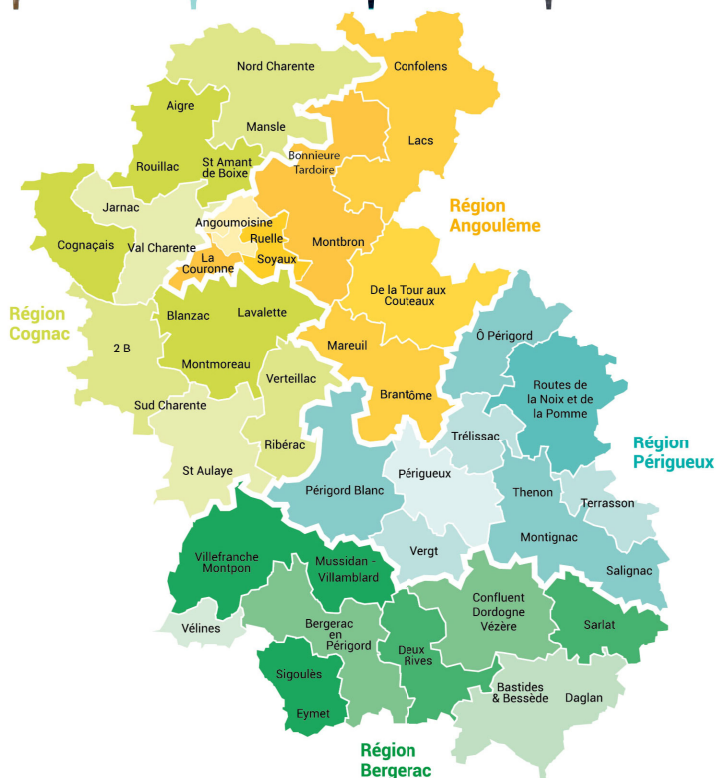 Nord Charente
Confolens
Aigre
Mansle
Lacs
Bonnieure
Tardoire
Rouillac
St Amant
de Boixe
Jarnac
Région
Angoulême
Angoumoisine
Ruelle
Cognaçais
Val Charente
Montbron
La
Couronne
Soyaux
De la Tour aux
Couteaux
Région
Cognac
Blanzac
Lavalette
Ô Périgord
2 B
Mareuil
Montmoreau
Verteillac
Routes de
la Noix et de
la Pomme
Brantôme
Sud Charente
Trélissac
Ribérac
Région
Périgueux
St Aulaye
Périgueux
Périgord Blanc
Thenon
Terrasson
Montignac
Vergt
Villefranche
Montpon
Mussidan -
Villamblard
Salignac
Confluent
Dordogne
Vézère
Vélines
Bergerac
en
Périgord
Sarlat
Deux
Rives
Sigoulès
Bastides
& Bessède
Daglan
Eymet
Région
Bergerac